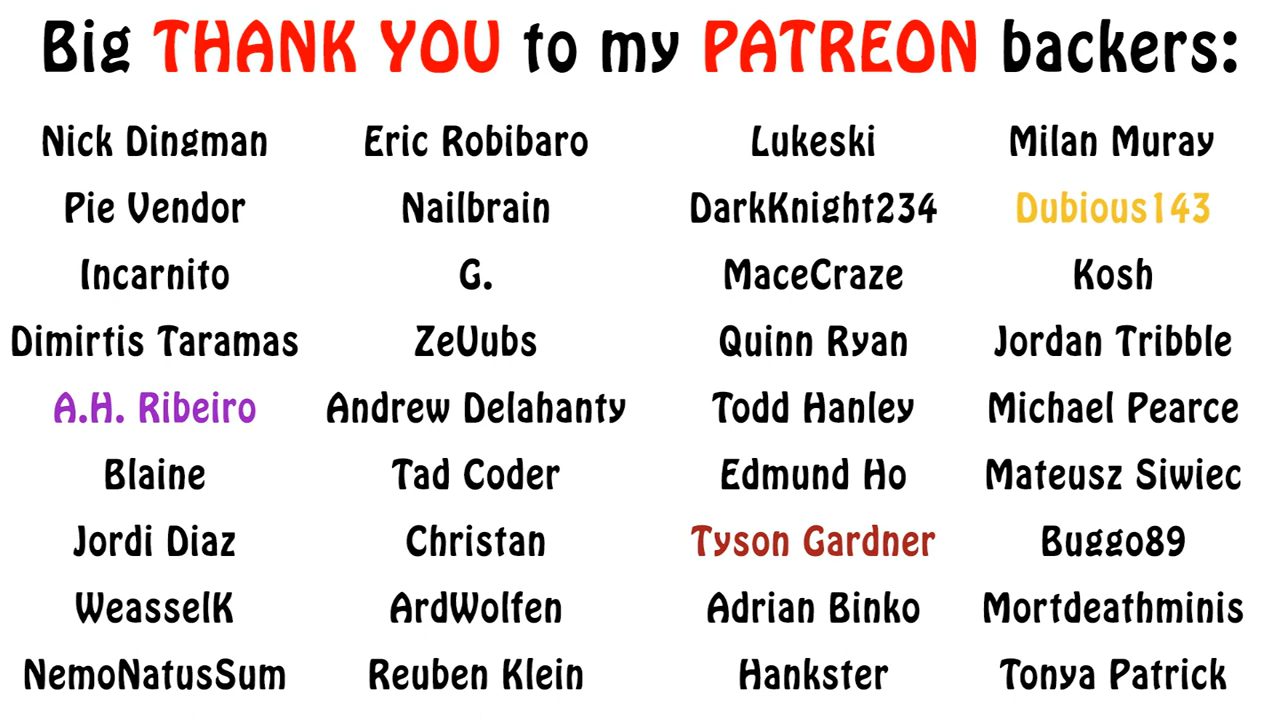 Big THANK YOU to my PATREON backers:
Nick Dingman Eric Robibaro Lukeski Milan Muray
Pie Vendor Nailbrain DarkKnight234 Dubious143
Incarnito G. MaceCraze Kosh
Dimirtis Taramas ZeVubs Quinn Ryan Jordan Tribble
A.H. Ribeiro Andrew Delahanty Todd Hanley Michael Pearce
Blaine Tad Coder Edmund Ho Mateusz Siwiec
Jordi Diaz Christan Tyson Gardner Buggo89
WeasselK ArdWolfen Adrian Binko Mortdeathminis
NemoNatusSum Reuben Klein Hankster Tonya Patrick